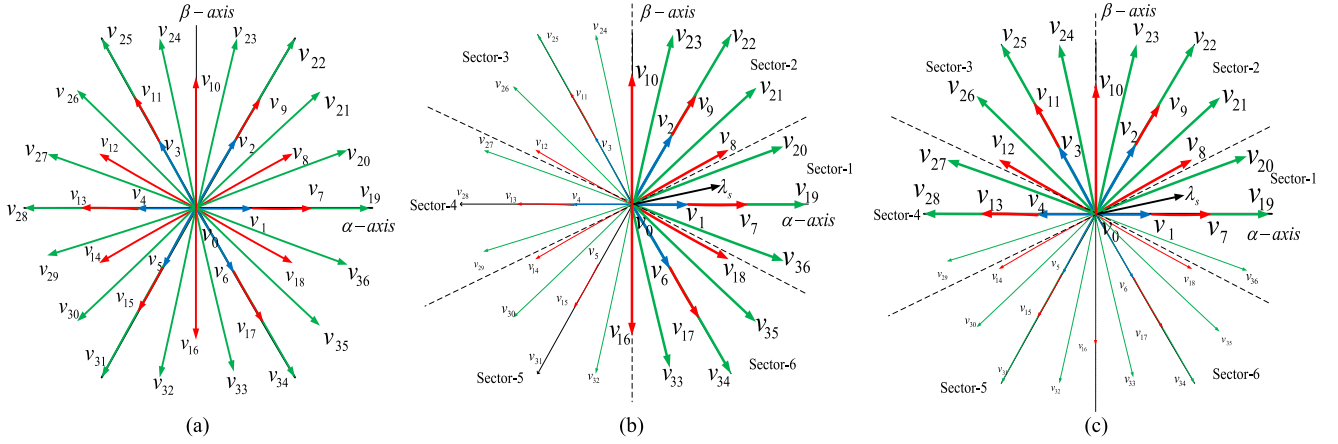 β−axis
v25
v24
v23
v22
v26
v11
v10
v9
v21
v27
v12
v3
v2
v8
v20
v28
v13
v4
v1
v7
v19
α−axis
v0
v29
v14
v5
v6
v18
v36
v30
v15
v16
v17
v35
v31
v32
v33
v34
(a)
β−axis
v25
v24
v23
v22
Sector-3
Sector-2
v26
v11
v10
v9
v21
v27
v12
v3
v2
v8
v20
Sector-1
λs
v28
v13
v4
v1
v7
v19
Sector-4
v0
α−axis
v29
v14
v5
v6
v18
v36
v30
v15
v16
v17
v35
v31
v32
v33
v34
Sector-5
Sector-6
(b)
β−axis
v25
v24
v23
v22
Sector-3
Sector-2
v26
v11
v10
v9
v21
v27
v12
v3
v2
v8
v20
Sector-1
λs
v28
v13
v4
v1
v7
v19
Sector-4
v0
α−axis
v29
v14
v5
v6
v18
v36
v30
v15
v16
v17
v35
v31
v32
v33
v34
Sector-5
Sector-6
(c)